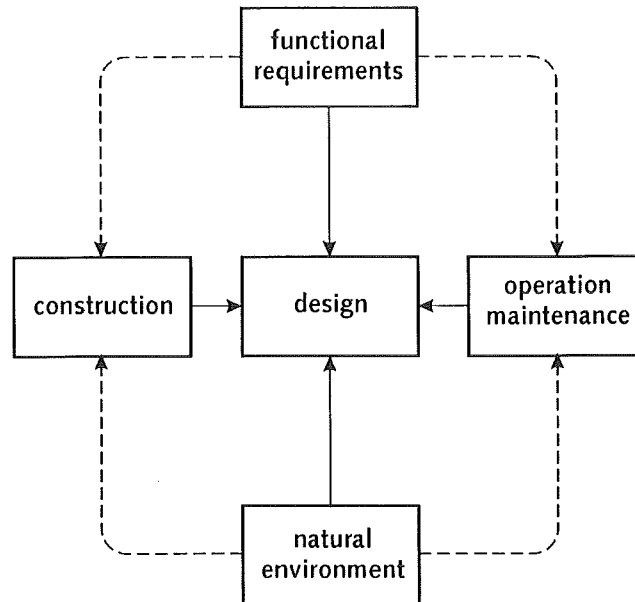 functional
requirements
construction
design
operation
maintenance
natural
environment